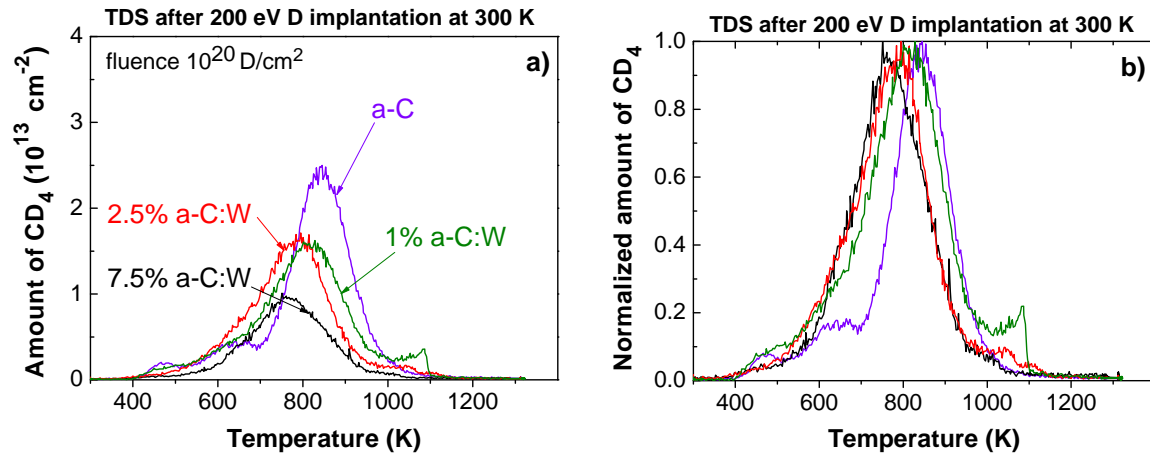 TDS after 200 eV D implantation at 300 K
fluence 10²⁰ D/cm²
a)
a-C
2.5% a-C:W
1% a-C:W
7.5% a-C:W
Amount of CD₄ (10¹³ cm⁻²)
4
3
2
1
0
400 600 800 1000 1200
Temperature (K)
TDS after 200 eV D implantation at 300 K
b)
Normalized amount of CD₄
1.0
0.8
0.6
0.4
0.2
0.0
400 600 800 1000 1200
Temperature (K)